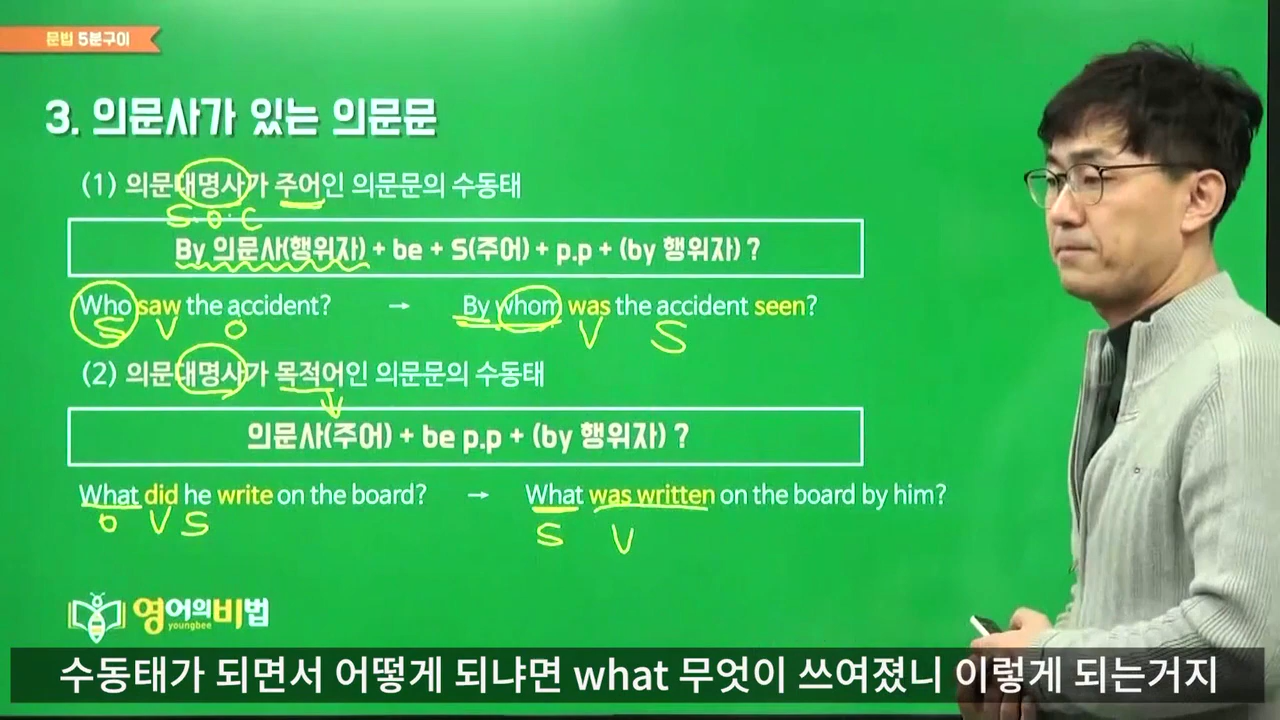 문법 5분구이
3. 의문사가 있는 의문문
(1) 의문대명사가 주어인 의문문의 수동태
S. O. C
By 의문사(행위자) + be + S(주어) + p.p + (by 행위자) ?
Who saw the accident? → By whom was the accident seen?
S V O V S
(2) 의문대명사가 목적어인 의문문의 수동태
의문사(주어) + be p.p + (by 행위자) ?
What did he write on the board? → What was written on the board by him?
O V S S V
영어의비법
youngbee
수동태가 되면서 어떻게 되냐면 what 무엇이 쓰여졌니 이렇게 되는거지